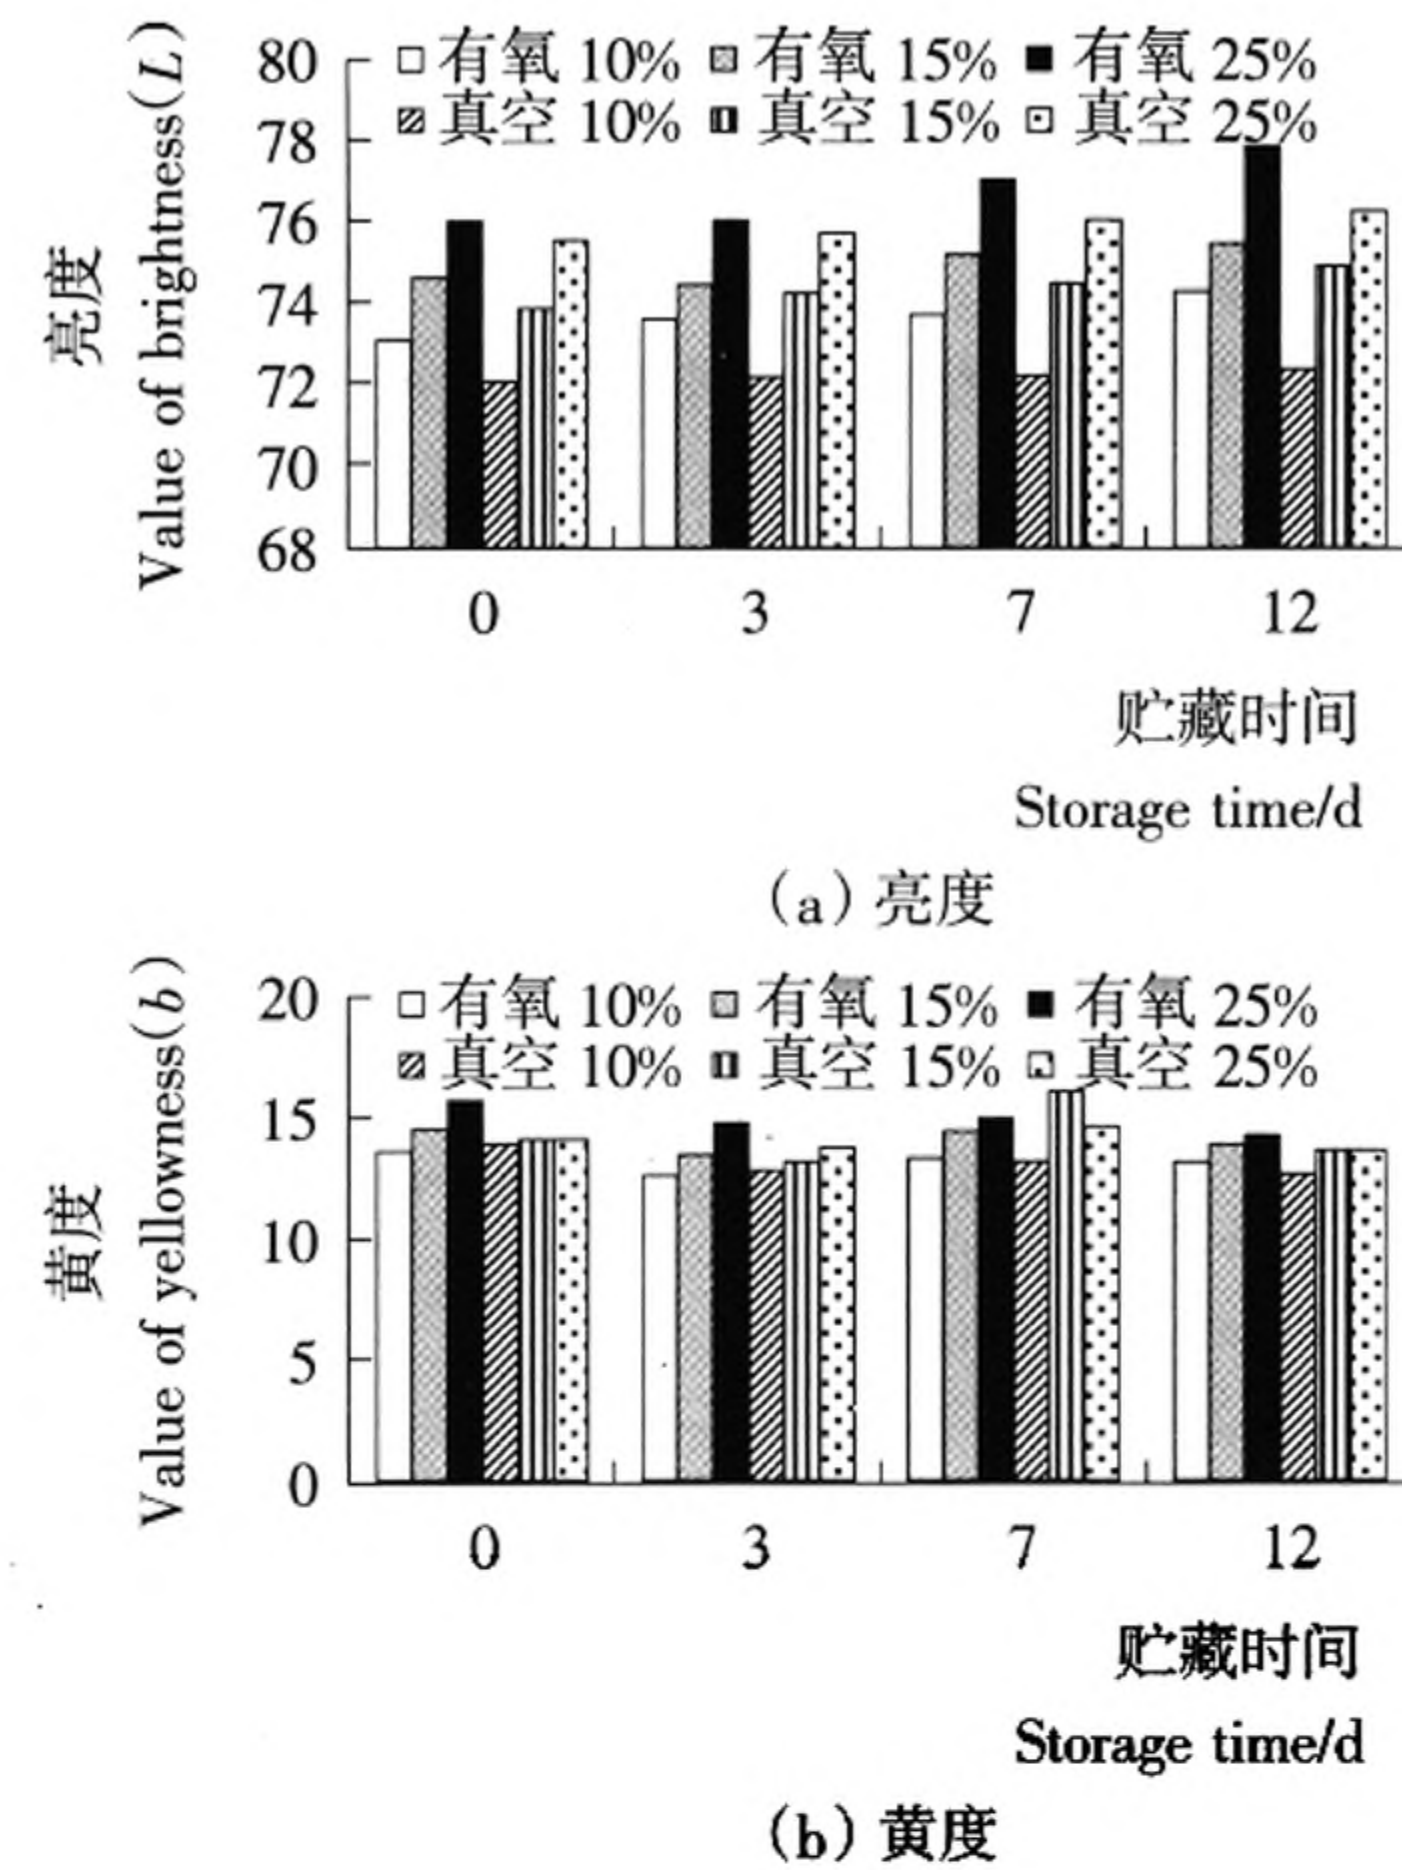 亮度
Value of brightness(L)
80
78
76
74
72
70
68
有氧 10% 有氧 15% 有氧 25%
真空 10% 真空 15% 真空 25%
0 3 7 12
贮藏时间
Storage time/d
(a) 亮度
黄度
Value of yellowness(b)
20
15
10
5
0
有氧 10% 有氧 15% 有氧 25%
真空 10% 真空 15% 真空 25%
0 3 7 12
贮藏时间
Storage time/d
(b) 黄度